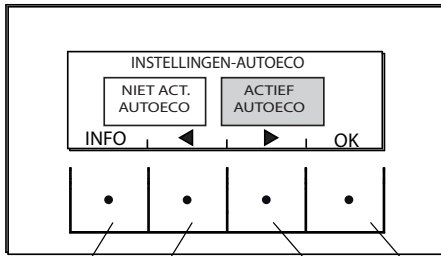 INSTELLINGEN-AUTOECO
NIET ACT.
AUTOECO
ACTIEF
AUTOECO
INFO
OK